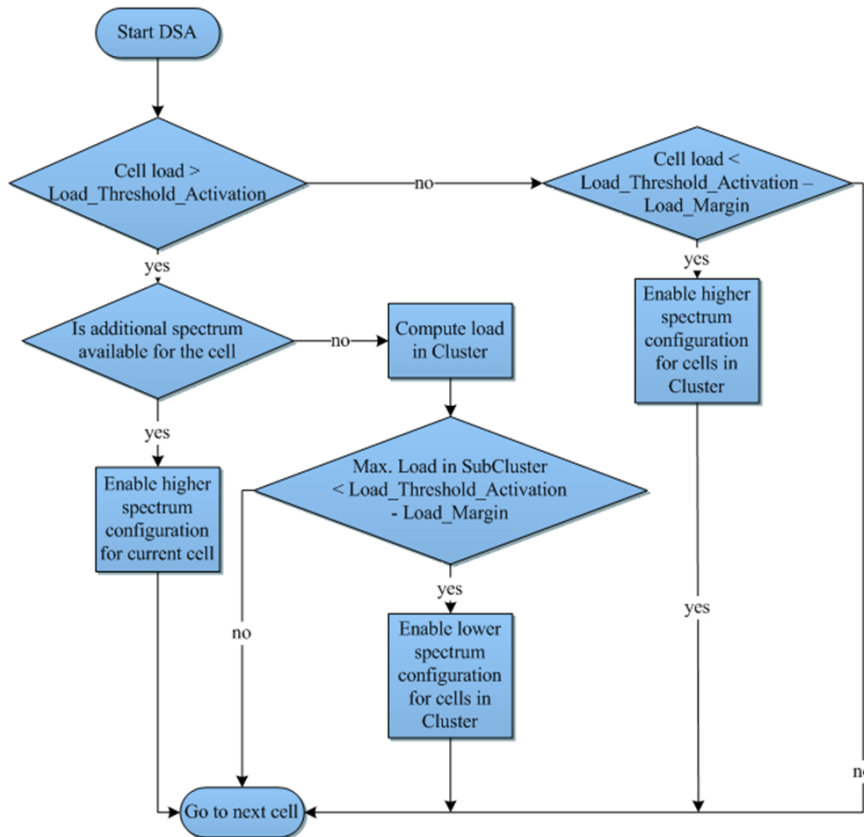 Start DSA
Cell load >
Load_Threshold_Activation
no
Cell load <
Load_Threshold_Activation –
Load_Margin
yes
yes
Is additional spectrum
available for the cell
no
Compute load
in Cluster
Enable higher
spectrum
configuration
for cells in
Cluster
yes
Max. Load in SubCluster
< Load_Threshold_Activation
- Load_Margin
Enable higher
spectrum
configuration
for current cell
yes
no
Enable lower
spectrum
configuration
for cells in
Cluster
yes
no
Go to next cell